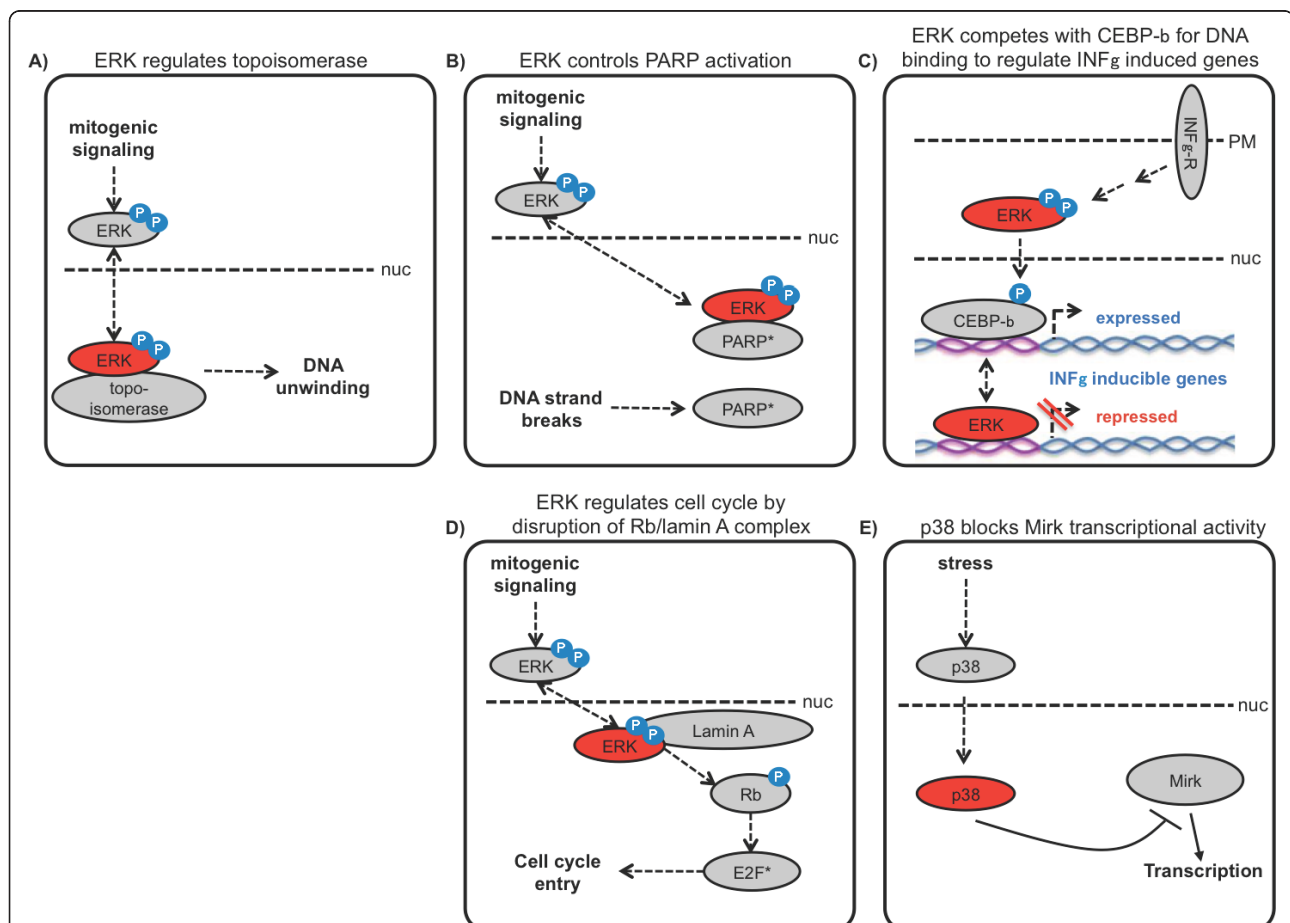 A)
ERK regulates topoisomerase
mitogenic
signaling
P
P
ERK
nuc
P
P
ERK
topo-
isomerase
DNA
unwinding
B)
ERK controls PARP activation
mitogenic
signaling
P
P
ERK
nuc
P
P
ERK
PARP*
DNA strand
breaks
PARP*
C)
ERK competes with CEBP-b for DNA
binding to regulate INFg induced genes
INFg-R
PM
P
P
ERK
nuc
P
CEBP-b
expressed
INFg inducible genes
ERK
repressed
D)
ERK regulates cell cycle by
disruption of Rb/lamin A complex
mitogenic
signaling
P
P
ERK
nuc
P
P
ERK
Lamin A
P
Rb
E2F*
Cell cycle
entry
E)
p38 blocks Mirk transcriptional activity
stress
p38
nuc
p38
Mirk
Transcription